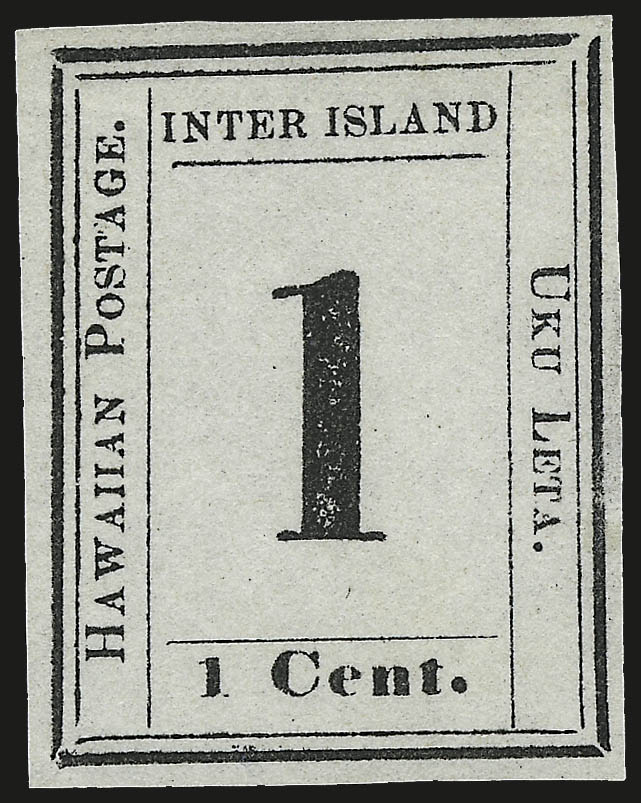 INTER ISLAND
HAWAIIAN POSTAGE.
1
UKU LETA.
1 Cent.